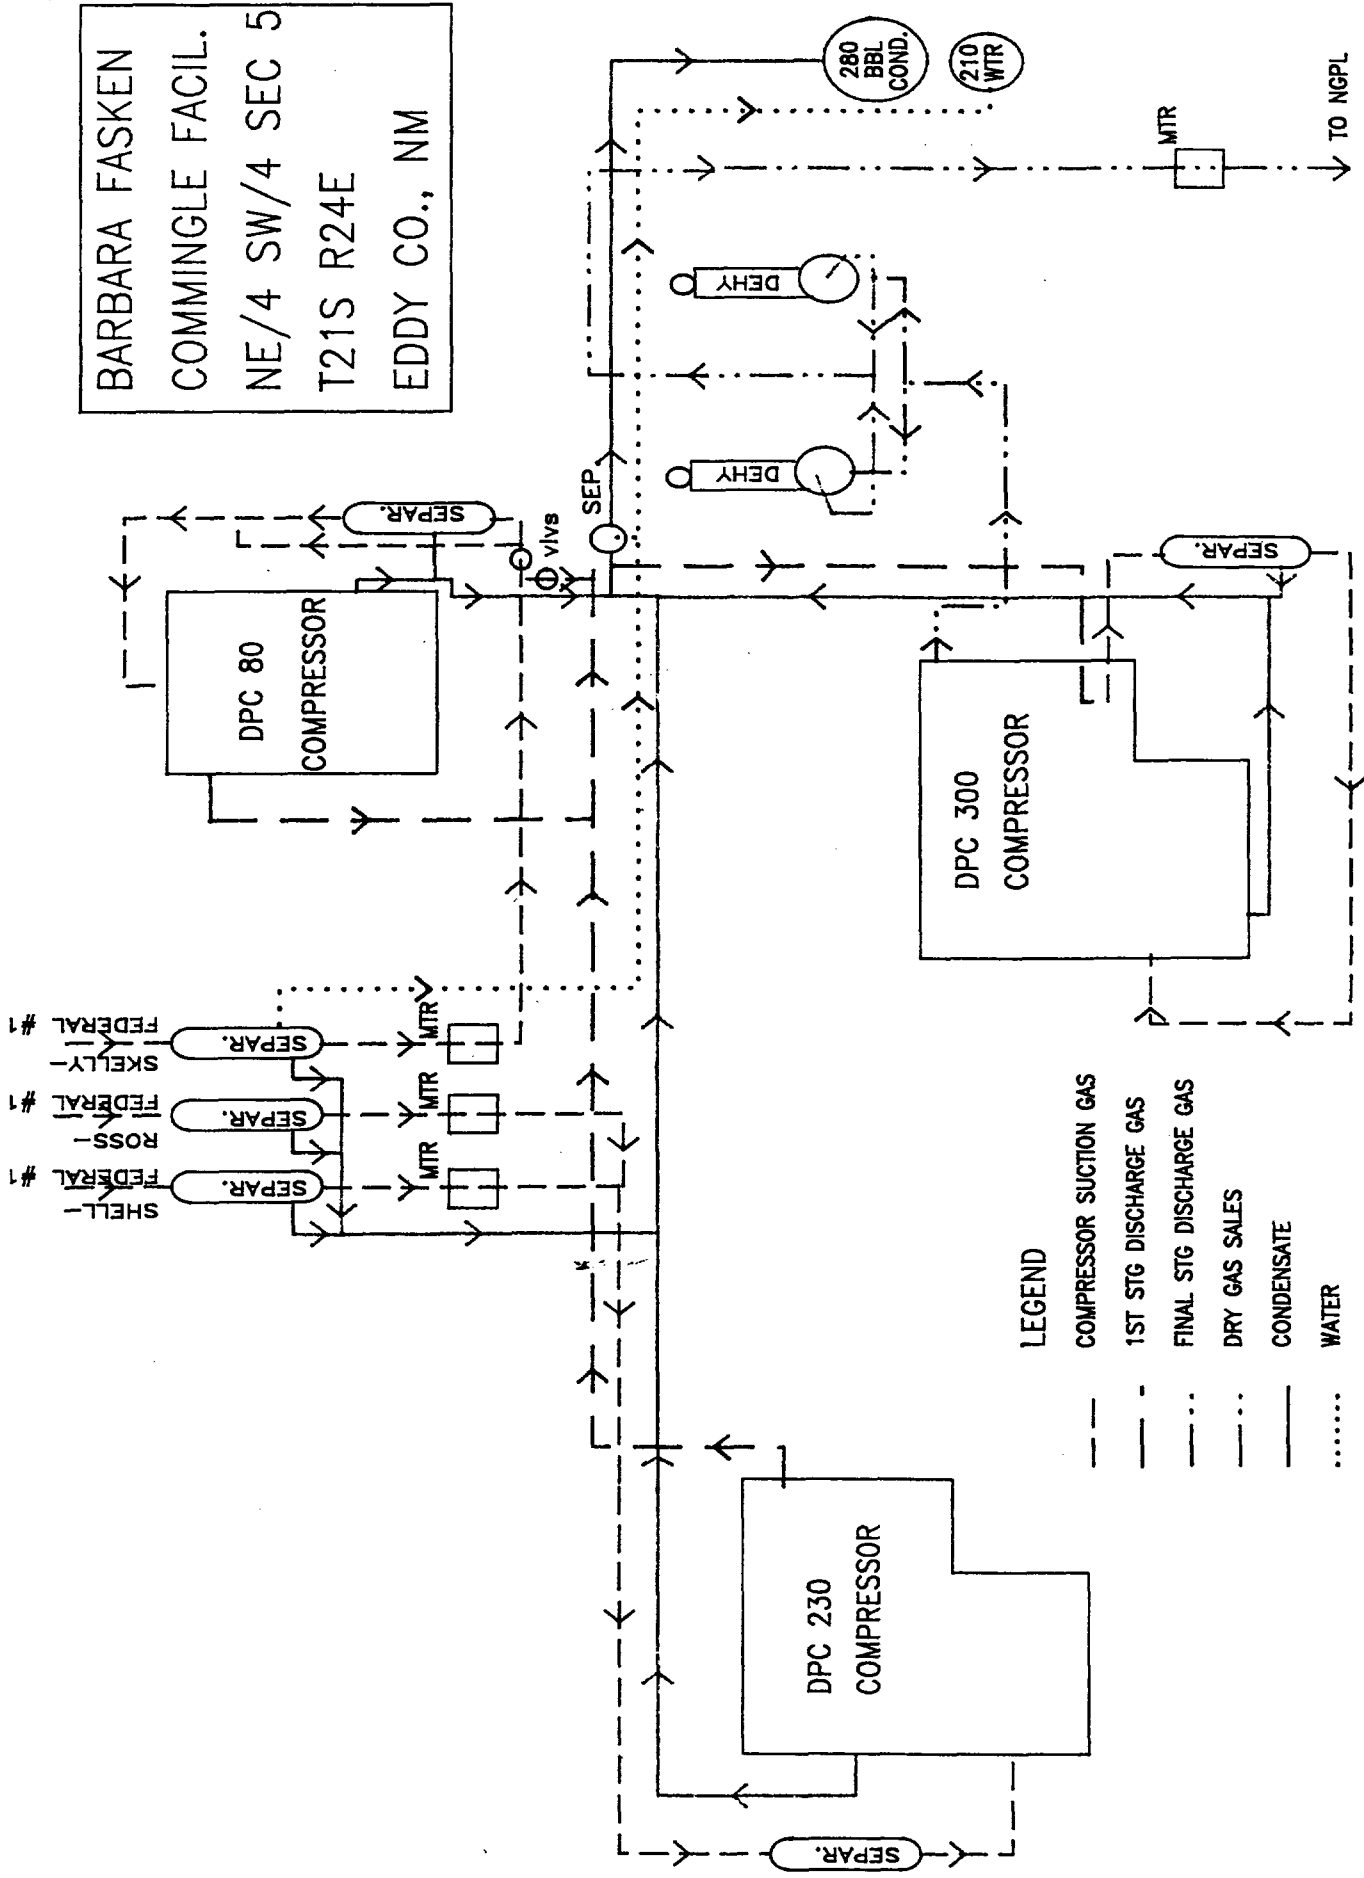 BARBARA FASKEN
COMMINGLE FACIL.
NE/4 SW/4 SEC 5
T21S R24E
EDDY CO., NM
280
BBL
COND.
210
WTR
MTR
TO NGPL
DEHY
DEHY
SEPAR.
vlvs
SEP
DPC 80
COMPRESSOR
SEPAR.
DPC 300
COMPRESSOR
SKELLY-
FEDERAL #1
SEPAR.
MTR
ROSS-
FEDERAL #1
SEPAR.
MTR
SHELL-
FEDERAL #1
SEPAR.
MTR
DPC 230
COMPRESSOR
SEPAR.
LEGEND
COMPRESSOR SUCTION GAS
1ST STG DISCHARGE GAS
FINAL STG DISCHARGE GAS
DRY GAS SALES
CONDENSATE
WATER